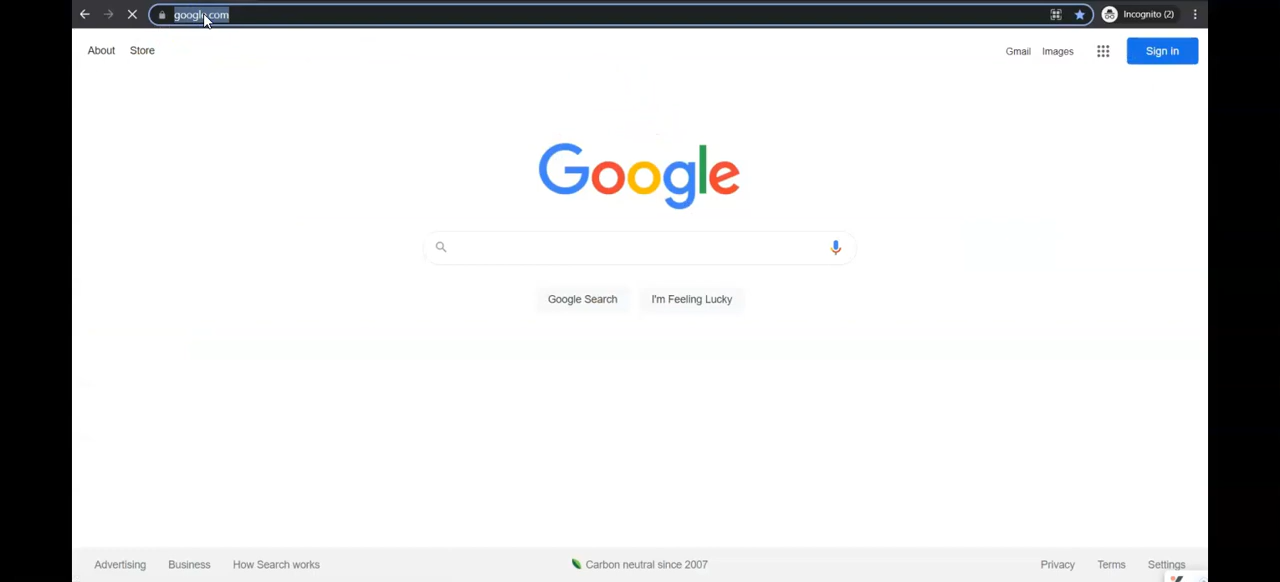 google.com
Incognito (2)
About Store
Gmail Images
Sign in
Google
Google Search I'm Feeling Lucky
Advertising Business How Search works
Carbon neutral since 2007
Privacy Terms Settings